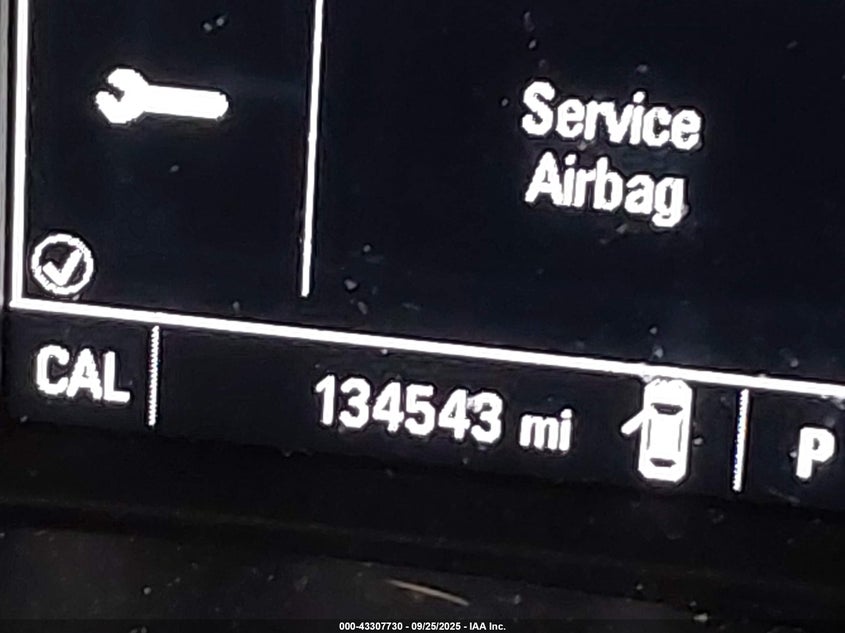 Service
Airbag
CAL
134543 mi
P
000-43307730 - 09/25/2025 - IAA Inc.